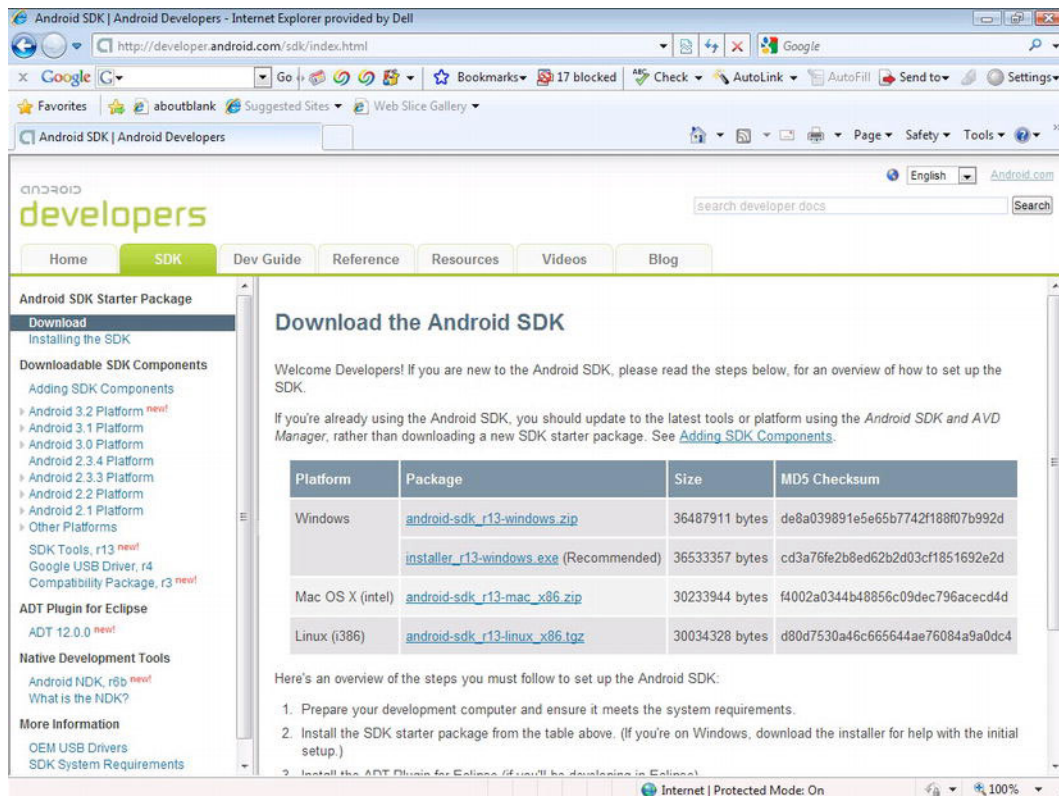 Android SDK | Android Developers - Internet Explorer provided by Dell
http://developer.android.com/sdk/index.html
Google
x Google G Go Bookmarks 17 blocked Check AutoLink AutoFill Send to Settings
Favorites aboutblank Suggested Sites Web Slice Gallery
Android SDK | Android Developers
Page Safety Tools
English Android.com
android
developers
search developer docs Search
Home SDK Dev Guide Reference Resources Videos Blog
Android SDK Starter Package
Download
Installing the SDK
Downloadable SDK Components
Adding SDK Components
Android 3.2 Platform new!
Android 3.1 Platform
Android 3.0 Platform
Android 2.3.4 Platform
Android 2.3.3 Platform
Android 2.2 Platform
Android 2.1 Platform
Other Platforms
SDK Tools, r13 new!
Google USB Driver, r4
Compatibility Package, r3 new!
ADT Plugin for Eclipse
ADT 12.0.0 new!
Native Development Tools
Android NDK, r6b new!
What is the NDK?
More Information
OEM USB Drivers
SDK System Requirements
Download the Android SDK
Welcome Developers! If you are new to the Android SDK, please read the steps below, for an overview of how to set up the
SDK.
If you're already using the Android SDK, you should update to the latest tools or platform using the Android SDK and AVD
Manager, rather than downloading a new SDK starter package. See Adding SDK Components.
Platform Package Size MD5 Checksum
Windows android-sdk_r13-windows.zip 36487911 bytes de8a039891e5e65b7742f188f07b992d
installer_r13-windows.exe (Recommended) 36533357 bytes cd3a76fe2b8ed62b2d03cf1851692e2d
Mac OS X (intel) android-sdk_r13-mac_x86.zip 30233944 bytes f4002a0344b48856c09dec796acecd4d
Linux (i386) android-sdk_r13-linux_x86.tgz 30034328 bytes d80d7530a46c665644ae76084a9a0dc4
Here's an overview of the steps you must follow to set up the Android SDK:
1. Prepare your development computer and ensure it meets the system requirements.
2. Install the SDK starter package from the table above. (If you're on Windows, download the installer for help with the initial
setup.)
3. Install the ADT Plugin for Eclipse (if you'll be developing in Eclipse)
Internet | Protected Mode: On 100%